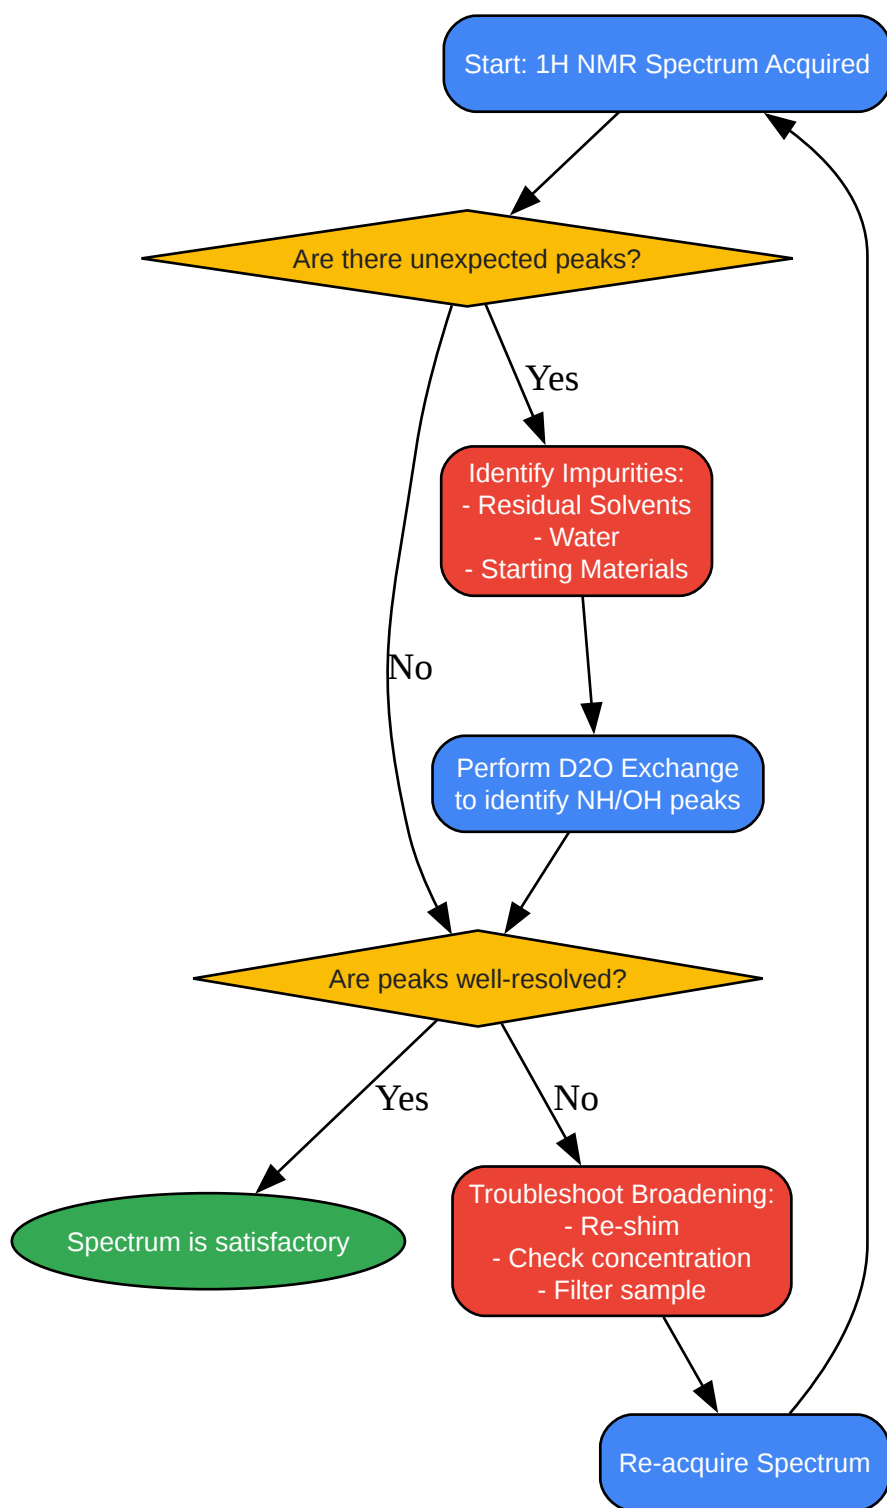 Start: 1H NMR Spectrum Acquired
Are there unexpected peaks?
Yes
Identify Impurities:
- Residual Solvents
- Water
- Starting Materials
No
Perform D2O Exchange
to identify NH/OH peaks
Are peaks well-resolved?
Yes
No
Troubleshoot Broadening:
- Re-shim
- Check concentration
- Filter sample
Spectrum is satisfactory
Re-acquire Spectrum